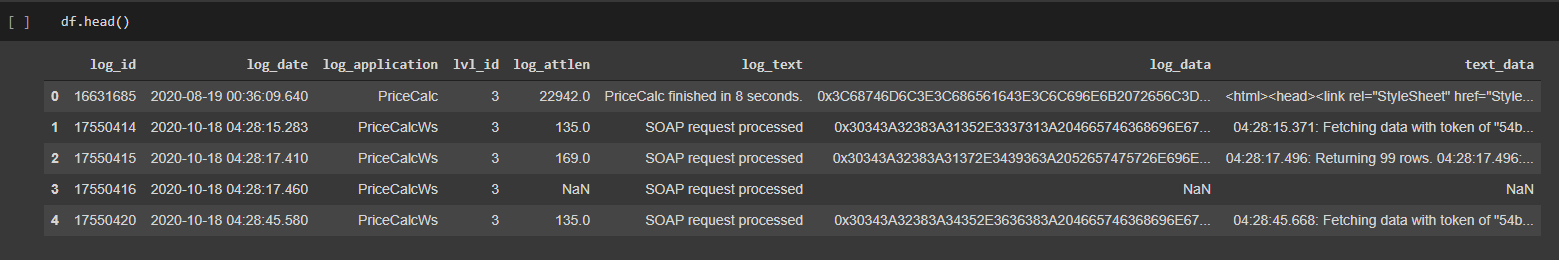 [ ] df.head()
log_id log_date log_application lvl_id log_attlen log_text log_data text_data
0 16631685 2020-08-19 00:36:09.640 PriceCalc 3 22942.0 PriceCalc finished in 8 seconds. 0x3C68746D6C3E3C686561643E3C6C696E6B2072656C3D... <html><head><link rel="StyleSheet" href="Style...
1 17550414 2020-10-18 04:28:15.283 PriceCalcWs 3 135.0 SOAP request processed 0x30343A32383A31352E3337313A204665746368696E67... 04:28:15.371: Fetching data with token of "54b...
2 17550415 2020-10-18 04:28:17.410 PriceCalcWs 3 169.0 SOAP request processed 0x30343A32383A31372E3439363A2052657475726E696E... 04:28:17.496: Returning 99 rows. 04:28:17.496:...
3 17550416 2020-10-18 04:28:17.460 PriceCalcWs 3 NaN SOAP request processed NaN NaN
4 17550420 2020-10-18 04:28:45.580 PriceCalcWs 3 135.0 SOAP request processed 0x30343A32383A34352E3636383A204665746368696E67... 04:28:45.668: Fetching data with token of "54b...